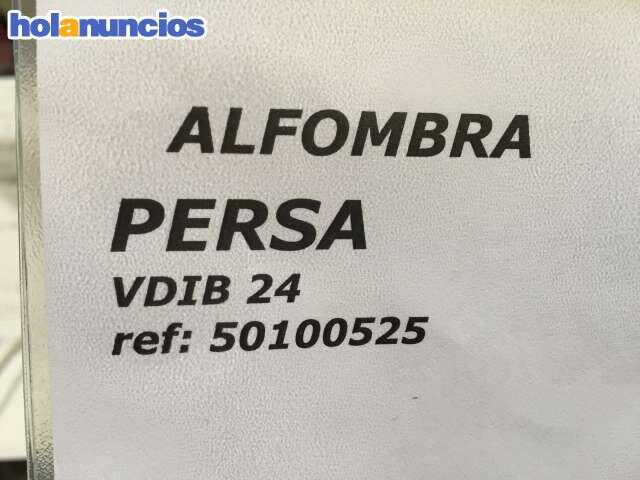 holanuncios
ALFOMBRA
PERSA
VDIB 24
ref: 50100525